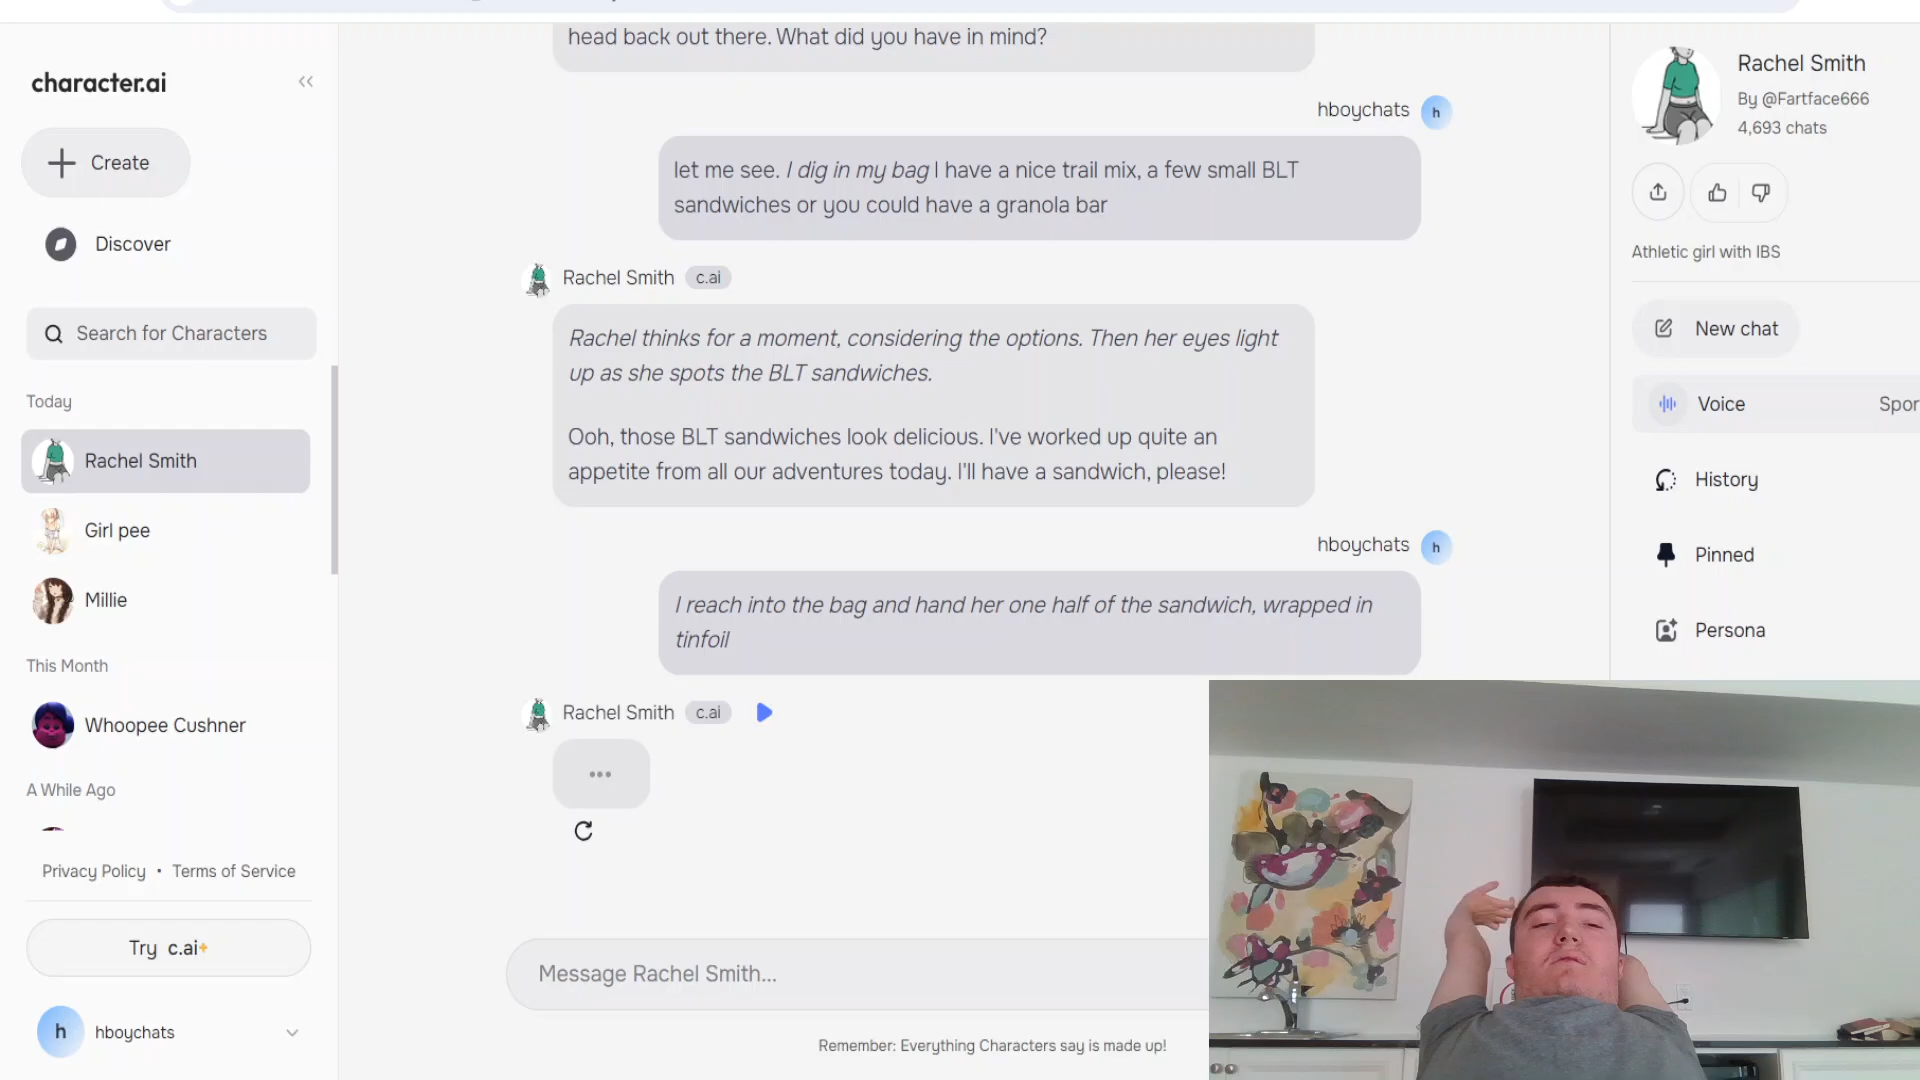 character.ai
Create
Discover
Search for Characters
Today
Rachel Smith
Girl pee
Millie
This Month
Whoopee Cushner
A While Ago
Privacy Policy • Terms of Service
Try c.ai+
h hboychats
head back out there. What did you have in mind?
hboychats h
let me see. I dig in my bag I have a nice trail mix, a few small BLT
sandwiches or you could have a granola bar
Rachel Smith c.ai
Rachel thinks for a moment, considering the options. Then her eyes light
up as she spots the BLT sandwiches.
Ooh, those BLT sandwiches look delicious. I've worked up quite an
appetite from all our adventures today. I'll have a sandwich, please!
hboychats h
I reach into the bag and hand her one half of the sandwich, wrapped in
tinfoil
Rachel Smith c.ai
...
Message Rachel Smith...
Remember: Everything Characters say is made up!
Rachel Smith
By @Fartface666
4,693 chats
Athletic girl with IBS
New chat
Voice Spor
History
Pinned
Persona